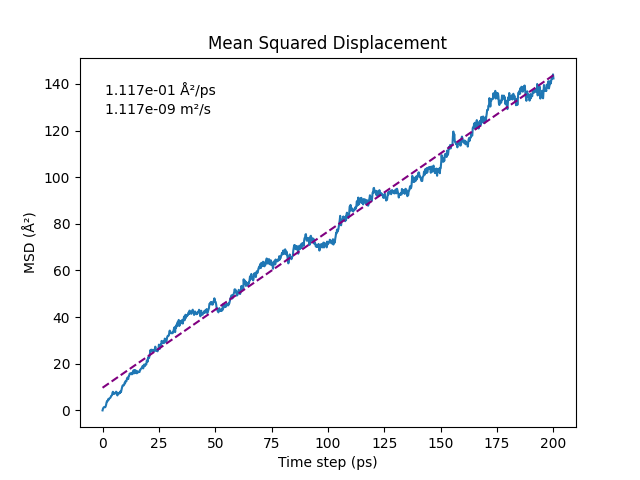 Mean Squared Displacement
1.117e-01 Å²/ps
1.117e-09 m²/s
MSD (Å²)
140
120
100
80
60
40
20
0
0 25 50 75 100 125 150 175 200
Time step (ps)